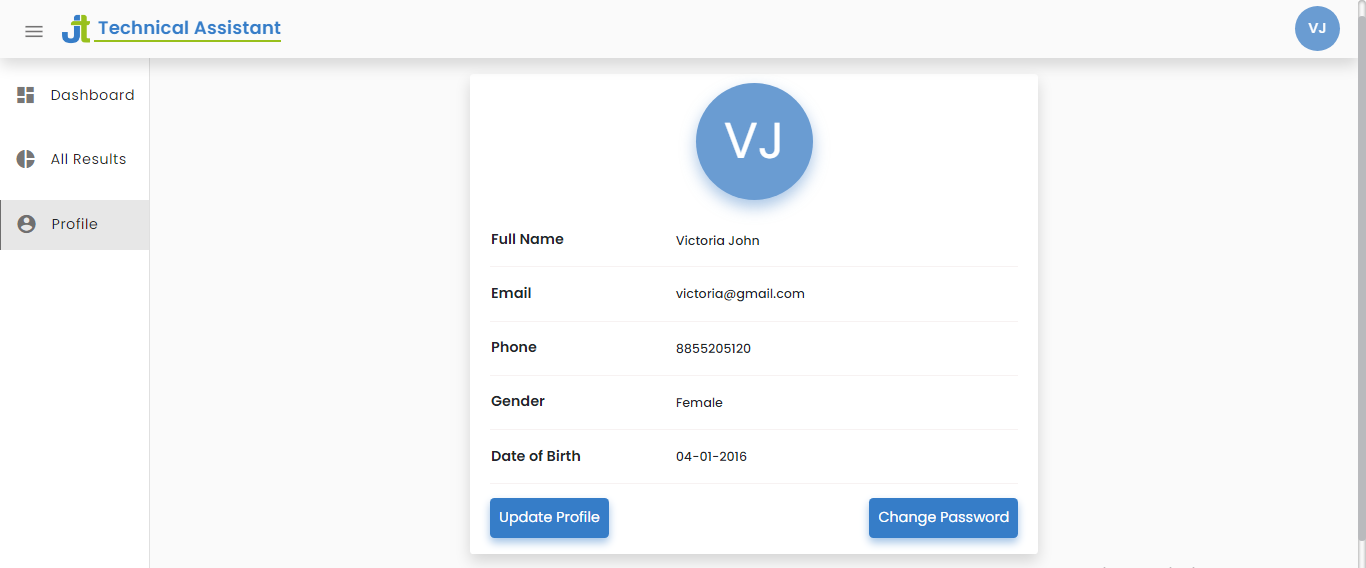 Jt Technical Assistant
VJ
Dashboard
All Results
Profile
VJ
Full Name Victoria John
Email victoria@gmail.com
Phone 8855205120
Gender Female
Date of Birth 04-01-2016
Update Profile Change Password